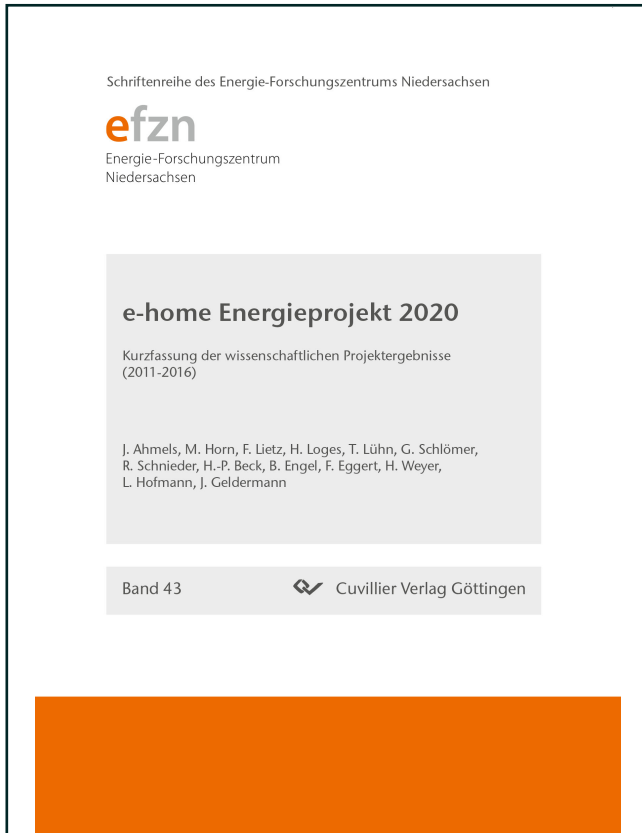 Schriftenreihe des Energie-Forschungszentrums Niedersachsen
efzn
Energie-Forschungszentrum
Niedersachsen
e-home Energieprojekt 2020
Kurzfassung der wissenschaftlichen Projektergebnisse
(2011-2016)
J. Ahmels, M. Horn, F. Lietz, H. Loges, T. Lühn, G. Schlömer,
R. Schnieder, H.-P. Beck, B. Engel, F. Eggert, H. Weyer,
L. Hofmann, J. Geldermann
Band 43
Cuvillier Verlag Göttingen